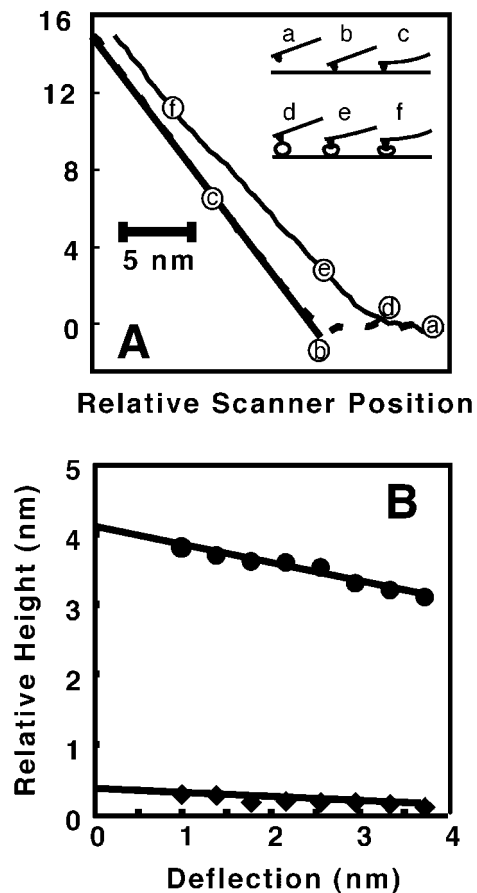 16
12
8
4
0
a b c
d e f
f
c
5 nm
e
d
a
b
A
Relative Scanner Position
5
4
3
2
1
0
B
Relative Height (nm)
0 1 2 3 4
Deflection (nm)